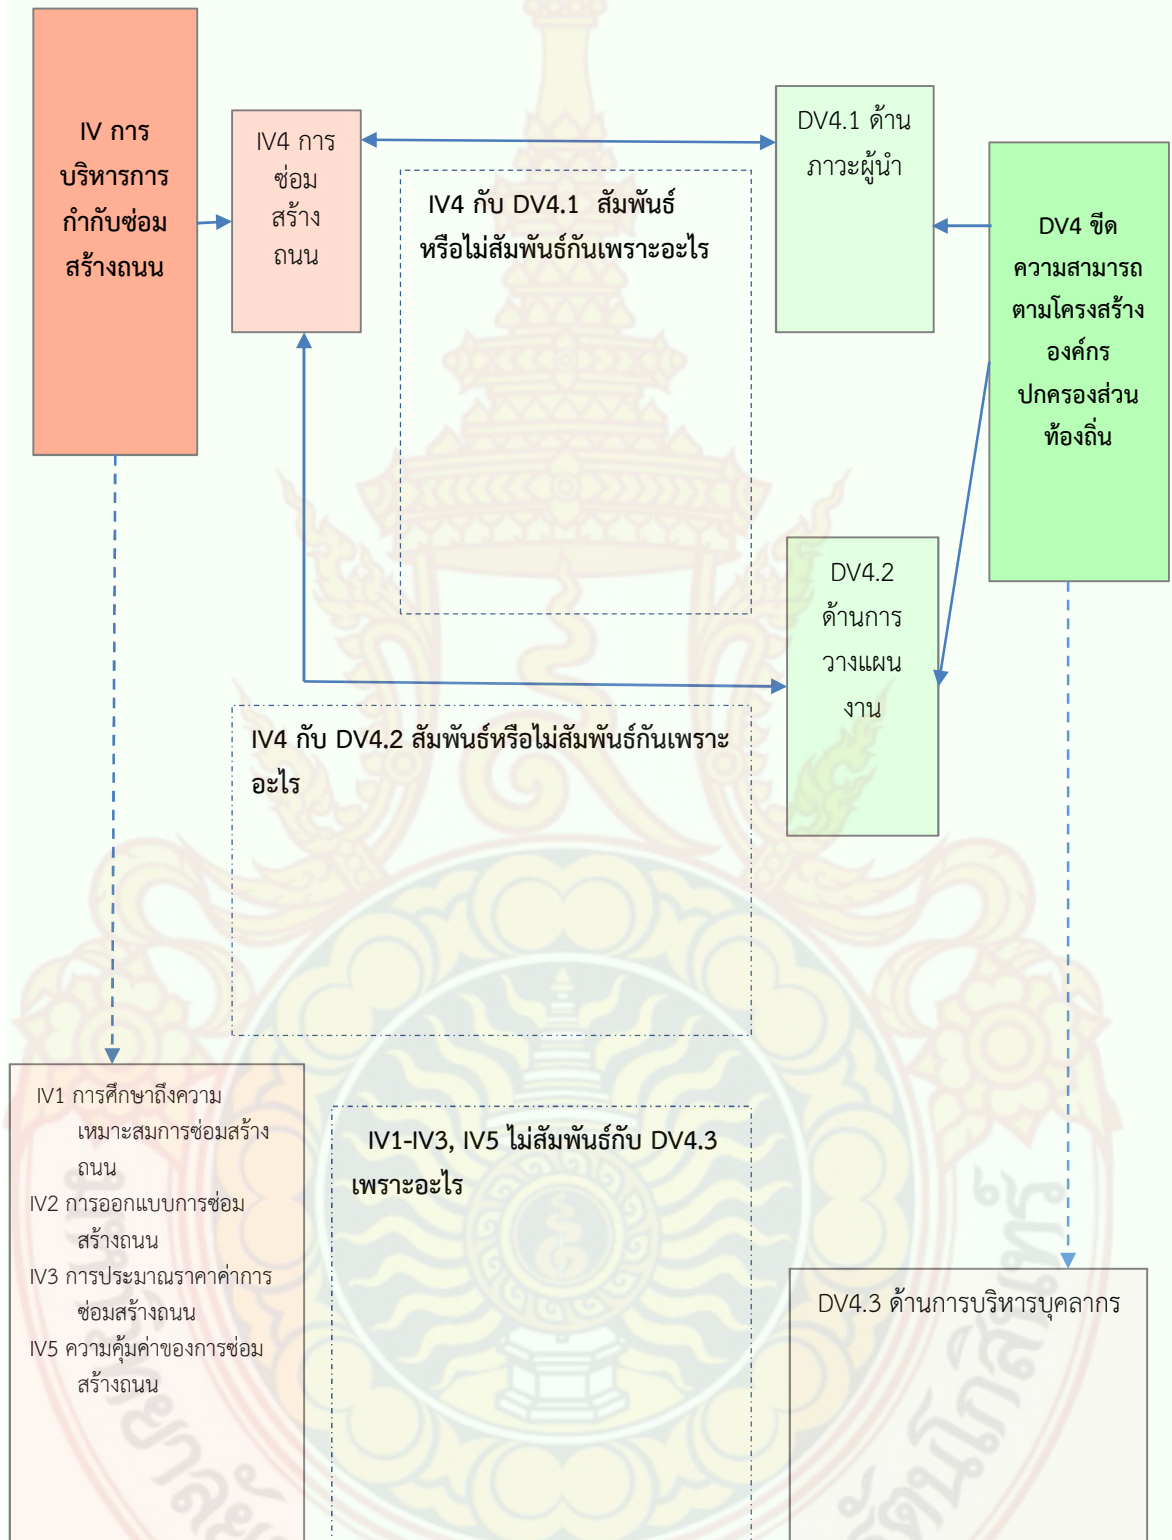 IV การ
บริหารการ
กำกับซ่อม
สร้างถนน
IV4 การ
ซ่อม
สร้าง
ถนน
IV4 กับ DV4.1 สัมพันธ์
หรือไม่สัมพันธ์กันเพราะอะไร
DV4.1 ด้าน
ภาวะผู้นำ
DV4 ขีด
ความสามารถ
ตามโครงสร้าง
องค์กร
ปกครองส่วน
ท้องถิ่น
DV4.2
ด้านการ
วางแผน
งาน
IV4 กับ DV4.2 สัมพันธ์หรือไม่สัมพันธ์กันเพราะ
อะไร
IV1 การศึกษาถึงความ
เหมาะสมการซ่อมสร้าง
ถนน
IV2 การออกแบบการซ่อม
สร้างถนน
IV3 การประมาณราคาค่าการ
ซ่อมสร้างถนน
IV5 ความคุ้มค่าของการซ่อม
สร้างถนน
IV1-IV3, IV5 ไม่สัมพันธ์กับ DV4.3
เพราะอะไร
DV4.3 ด้านการบริหารบุคลากร